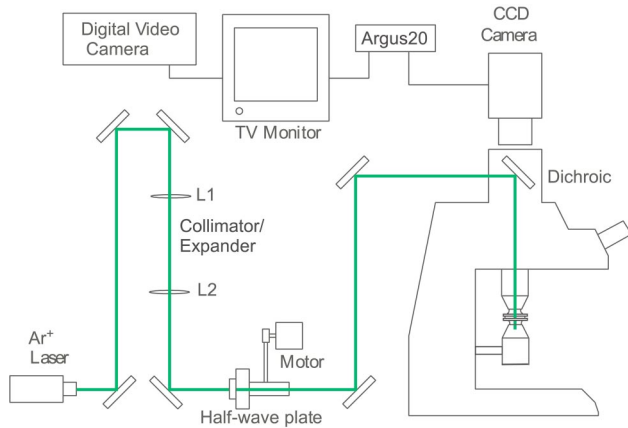 Digital Video
Camera
TV Monitor
Argus20
CCD
Camera
Dichroic
L1
Collimator/
Expander
L2
Ar⁺
Laser
Motor
Half-wave plate